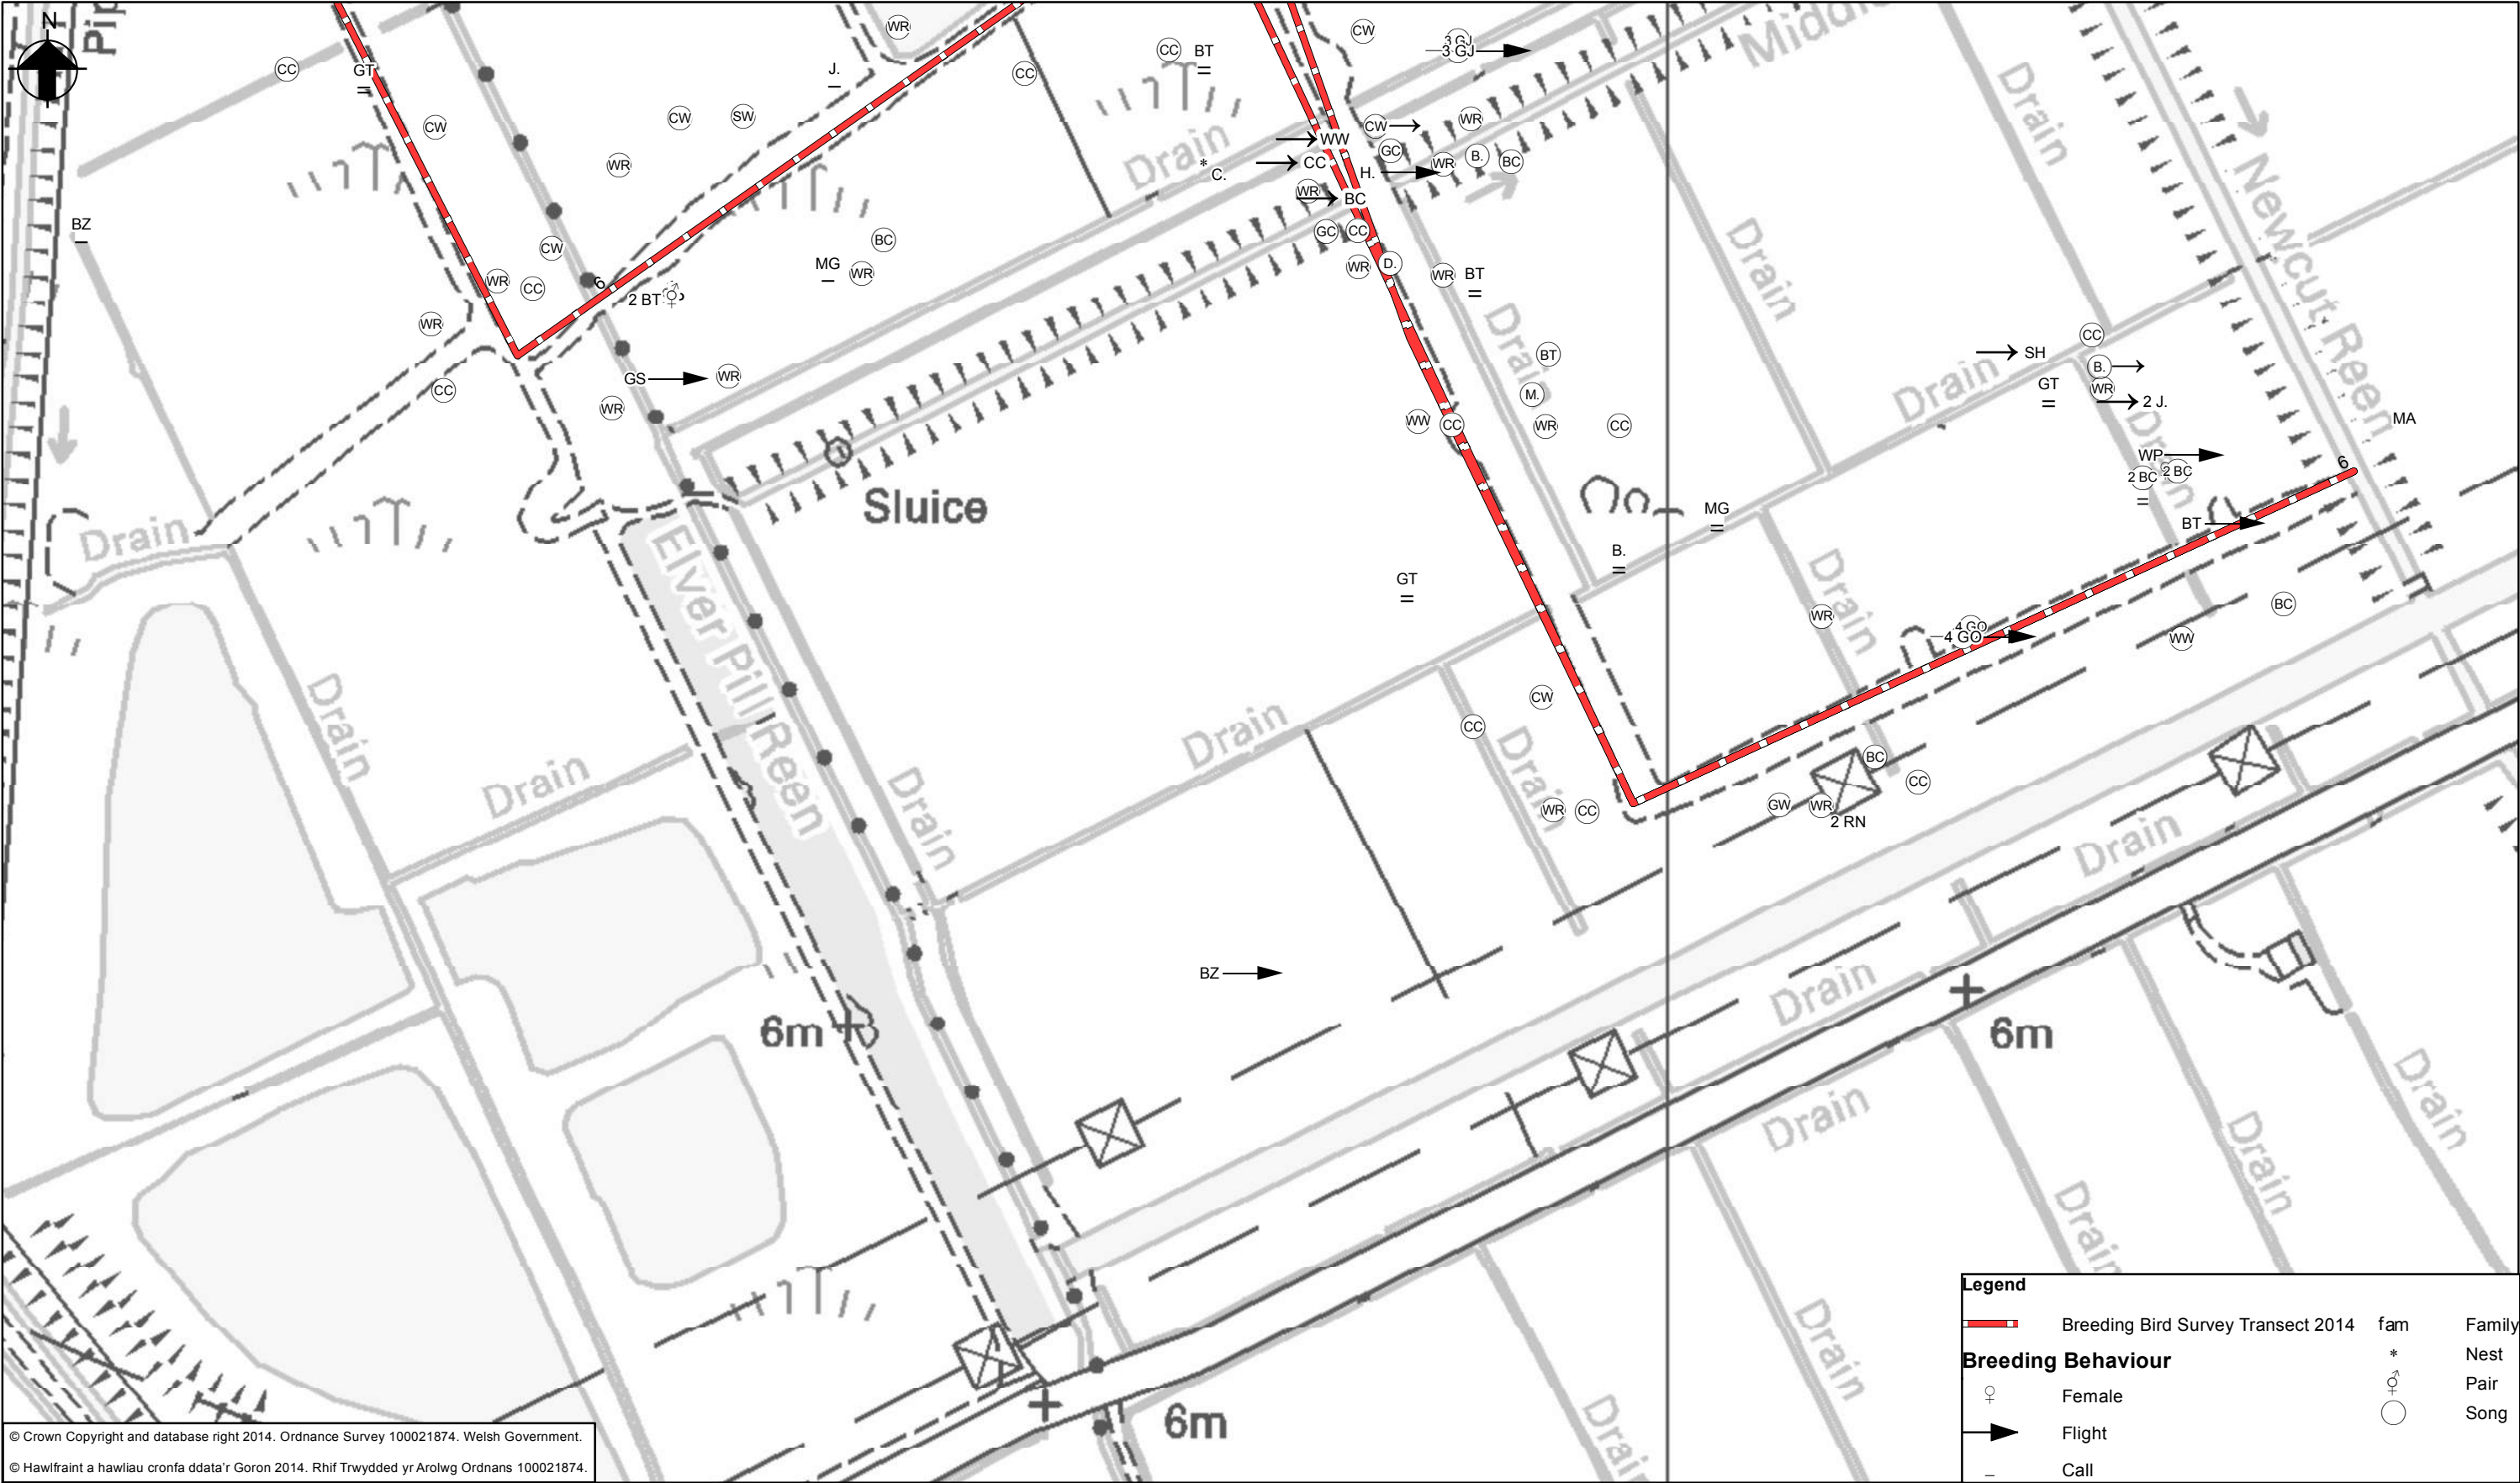 N
Pi
Middl
CC
GT
CW
WR
J.
CW
SW
WR
CC
CC
BT
CW
3 GJ
3 GJ
WW
CW
WR
CC
GC
H.
WR
B.
BC
* C.
Drain
WR
BC
GC
CC
WR
D.
WR
BT
BZ
CW
WR
CC
6
2 BT
MG
WR
BC
WR
CC
GS
WR
WR
Drain
Drain
Drain
Newcut Reen
BT
M.
WR
CC
WW
CC
Drain
CC
SH
B.
WR
GT
2 J.
Drain
MA
WP
2 BC
2 BC
6
BT
Sluice
MG
B.
GT
Drain
Elver Pill Reen
Drain
WR
4 GO
4 GO
BC
WW
Drain
Drain
Drain
CW
CC
Drain
WR
CC
BC
CC
GW
WR
2 RN
Drain
Drain
Drain
BZ
6m
Drain
6m
Drain
Drain
Drain
Drain
Drain
Drain
6m
Legend
Breeding Bird Survey Transect 2014
fam Family
Breeding Behaviour
* Nest
♀ Female
⚥ Pair
Flight
Song
_ Call
© Crown Copyright and database right 2014. Ordnance Survey 100021874. Welsh Government.
© Hawlfraint a hawliau cronfa ddata'r Goron 2014. Rhif Trwydded yr Arolwg Ordnans 100021874.